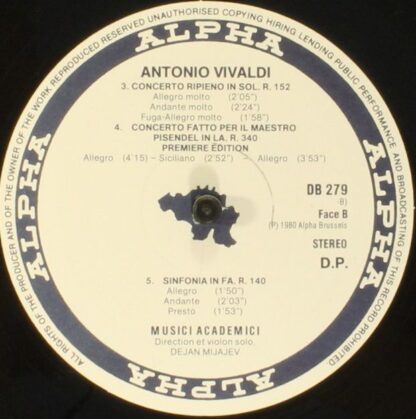 ALL RIGHTS OF THE PRODUCER AND OF THE OWNER OF THE WORK REPRODUCED RESERVED UNAUTHORISED COPYING HIRING LENDING PUBLIC PERFORMANCE AND BROADCASTING OF THIS RECORD PROHIBITED
ALPHA
ALPHA
ALPHA
ALPHA
ANTONIO VIVALDI
3. CONCERTO RIPIENO IN SOL. R. 152
Allegro molto (2'05")
Andante molto (2'24")
Fuga-Allegro molto (1'58")
4. CONCERTO FATTO PER IL MAESTRO
PISENDEL IN LA. R. 340
PREMIERE EDITION
Allegro (4'15) – Siciliano (2'52") – Allegro (3'53")
DB 279
B)
Face B
(P) 1980 Alpha Brussels
STEREO
D.P.
5. SINFONIA IN FA. R. 140
Allegro (1'50")
Andante (2'03")
Presto (1'53")
MUSICI ACADEMICI
Direction et violon solo,
DEJAN MIJAJEV